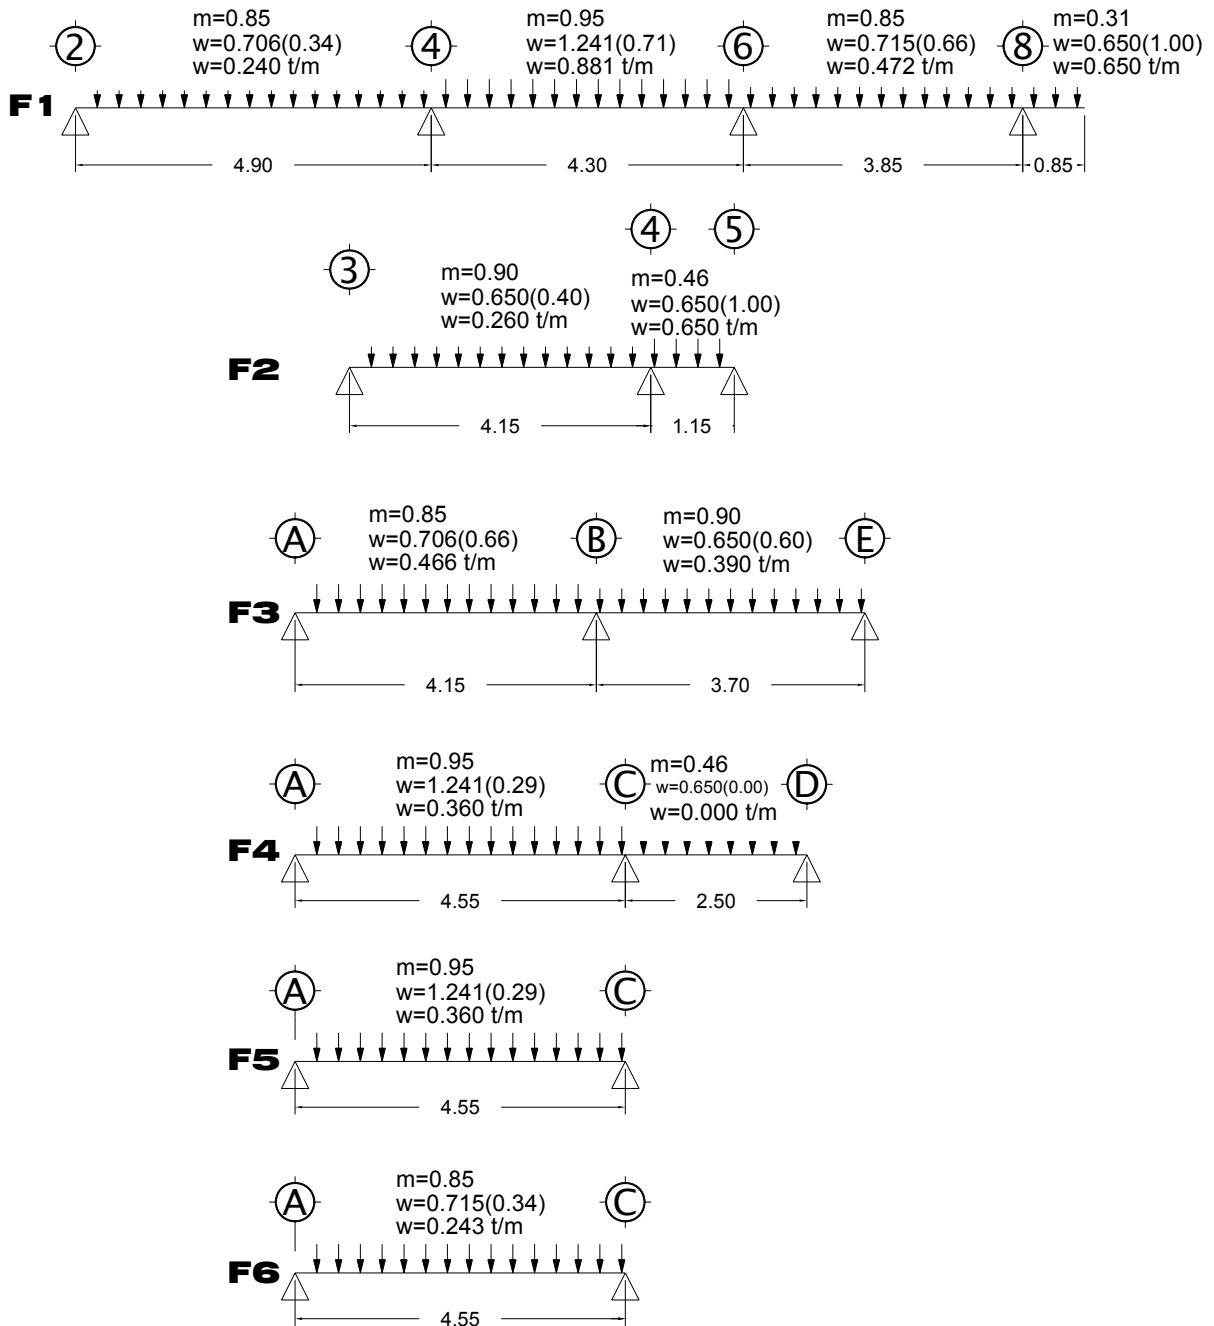 2
m=0.85
w=0.706(0.34)
w=0.240 t/m
4
m=0.95
w=1.241(0.71)
w=0.881 t/m
6
m=0.85
w=0.715(0.66)
w=0.472 t/m
8
m=0.31
w=0.650(1.00)
w=0.650 t/m
F1
4.90
4.30
3.85
0.85
3
m=0.90
w=0.650(0.40)
w=0.260 t/m
4
5
m=0.46
w=0.650(1.00)
w=0.650 t/m
F2
4.15
1.15
A
m=0.85
w=0.706(0.66)
w=0.466 t/m
B
m=0.90
w=0.650(0.60)
w=0.390 t/m
E
F3
4.15
3.70
A
m=0.95
w=1.241(0.29)
w=0.360 t/m
C
m=0.46
w=0.650(0.00)
w=0.000 t/m
D
F4
4.55
2.50
A
m=0.95
w=1.241(0.29)
w=0.360 t/m
C
F5
4.55
A
m=0.85
w=0.715(0.34)
w=0.243 t/m
C
F6
4.55